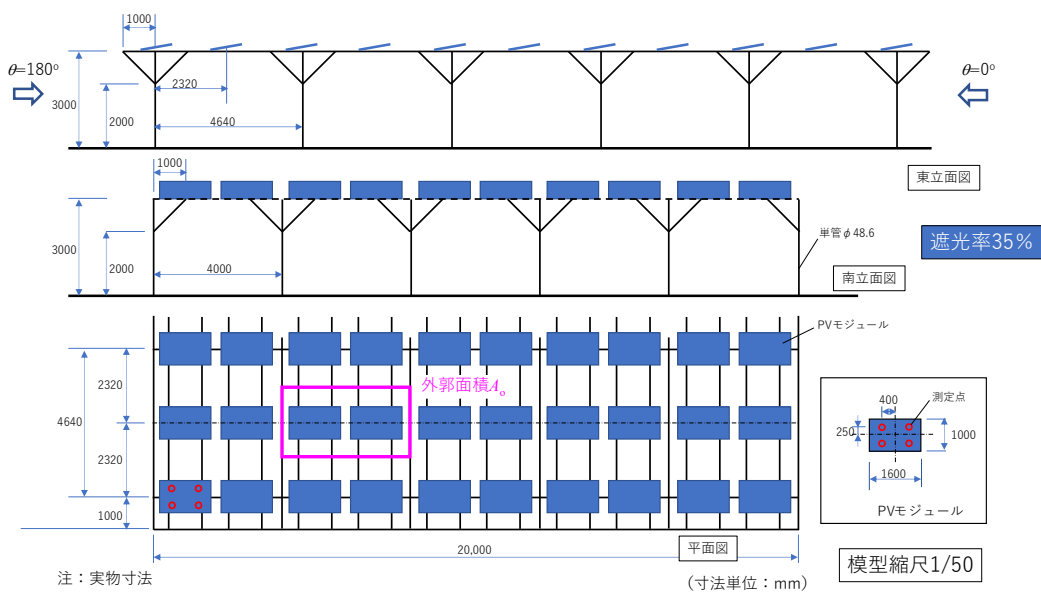 1000
θ=180°
θ=0°
2320
3000
2000
4640
東立面図
1000
単管φ48.6
遮光率35%
3000
2000
4000
南立面図
PVモジュール
外郭面積Ao
2320
4640
2320
1000
400
測定点
250
1000
1600
PVモジュール
20,000
平面図
注：実物寸法
（寸法単位：mm）
模型縮尺1/50